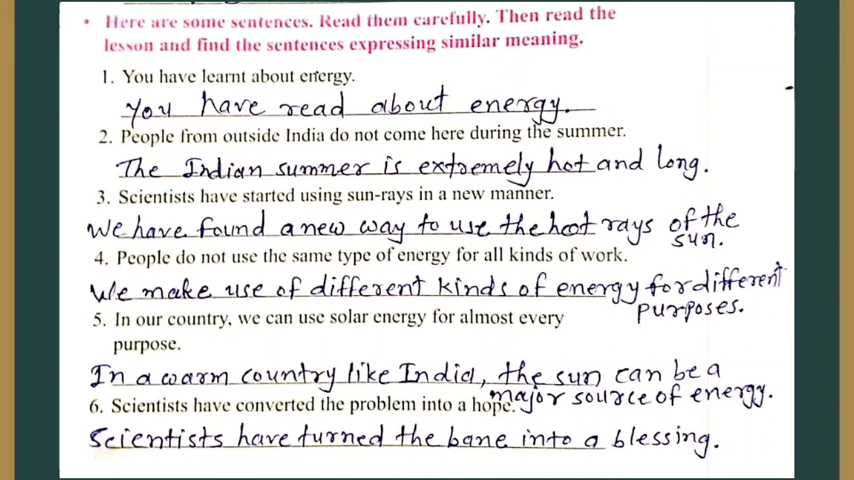 • Here are some sentences. Read them carefully. Then read the
lesson and find the sentences expressing similar meaning.
1. You have learnt about energy.
You have read about energy.
2. People from outside India do not come here during the summer.
The Indian summer is extremely hot and long.
3. Scientists have started using sun-rays in a new manner.
We have found a new way to use the hot rays of the
sun.
4. People do not use the same type of energy for all kinds of work.
We make use of different kinds of energy for different
purposes.
5. In our country, we can use solar energy for almost every
purpose.
In a warm country like India, the sun can be a
major source of energy.
6. Scientists have converted the problem into a hope.
Scientists have turned the bane into a blessing.